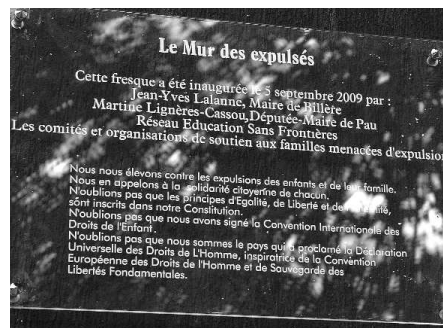 Le Mur des expulsés
Cette fresque a été inaugurée le 5 septembre 2009 par :
Jean-Yves Lalanne, Maire de Billère
Martine Lignères-Cassou,Députée-Maire de Pau
Réseau Education Sans Frontières
Les comités et organisations de soutien aux familles menacées d'expulsion
Nous nous élevons contre les expulsions des enfants et de leur famille.
Nous en appelons à la solidarité citoyenne de chacun.
N'oublions pas que les principes d'Egalité, de Liberté et de
sont inscrits dans notre Constitution.
N'oublions pas que nous avons signé la Convention Internationale des
Droits de l'Enfant.
N'oublions pas que nous sommes le pays qui a proclamé la Déclaration
Universelle des Droits de L'Homme, inspiratrice de la Convention
Européenne des Droits de l'Homme et de Sauvegarde des
Libertés Fondamentales.